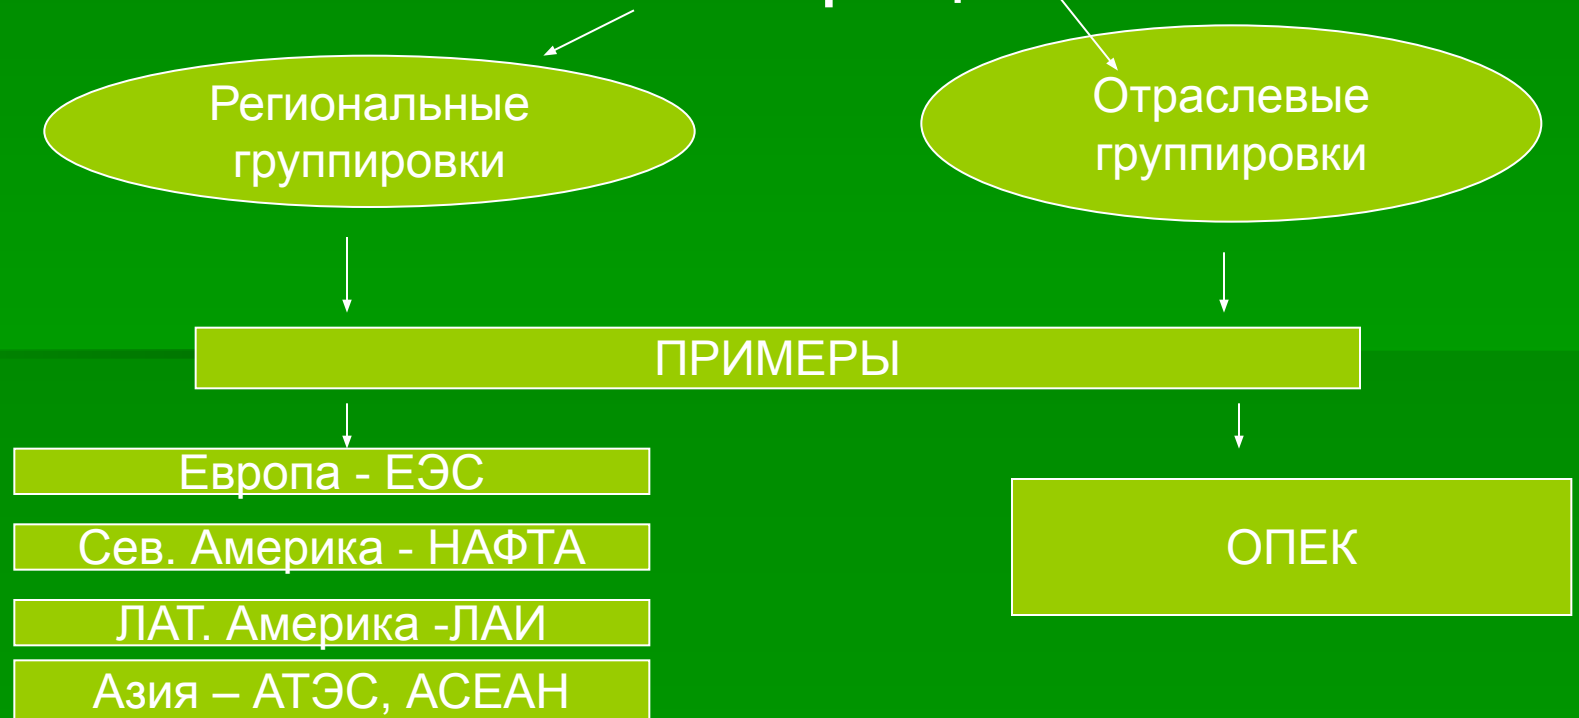 Региональные
группировки
Отраслевые
группировки
ПРИМЕРЫ
Европа - ЕЭС
Сев. Америка - НАФТА
ЛАТ. Америка -ЛАИ
Азия – АТЭС, АСЕАН
ОПЕК